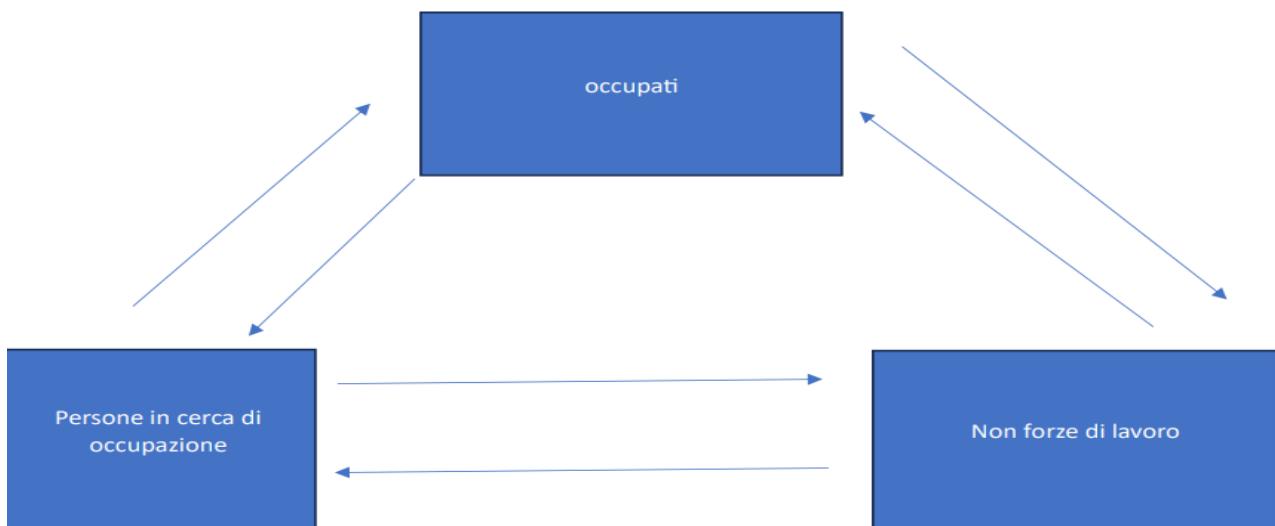 occupati
Persone in cerca di
occupazione
Non forze di lavoro